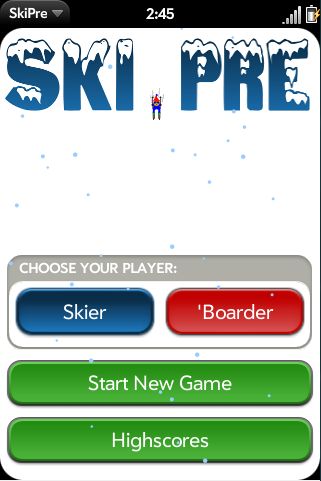 SkiPre
2:45
SKI PRE
CHOOSE YOUR PLAYER:
Skier
'Boarder
Start New Game
Highscores